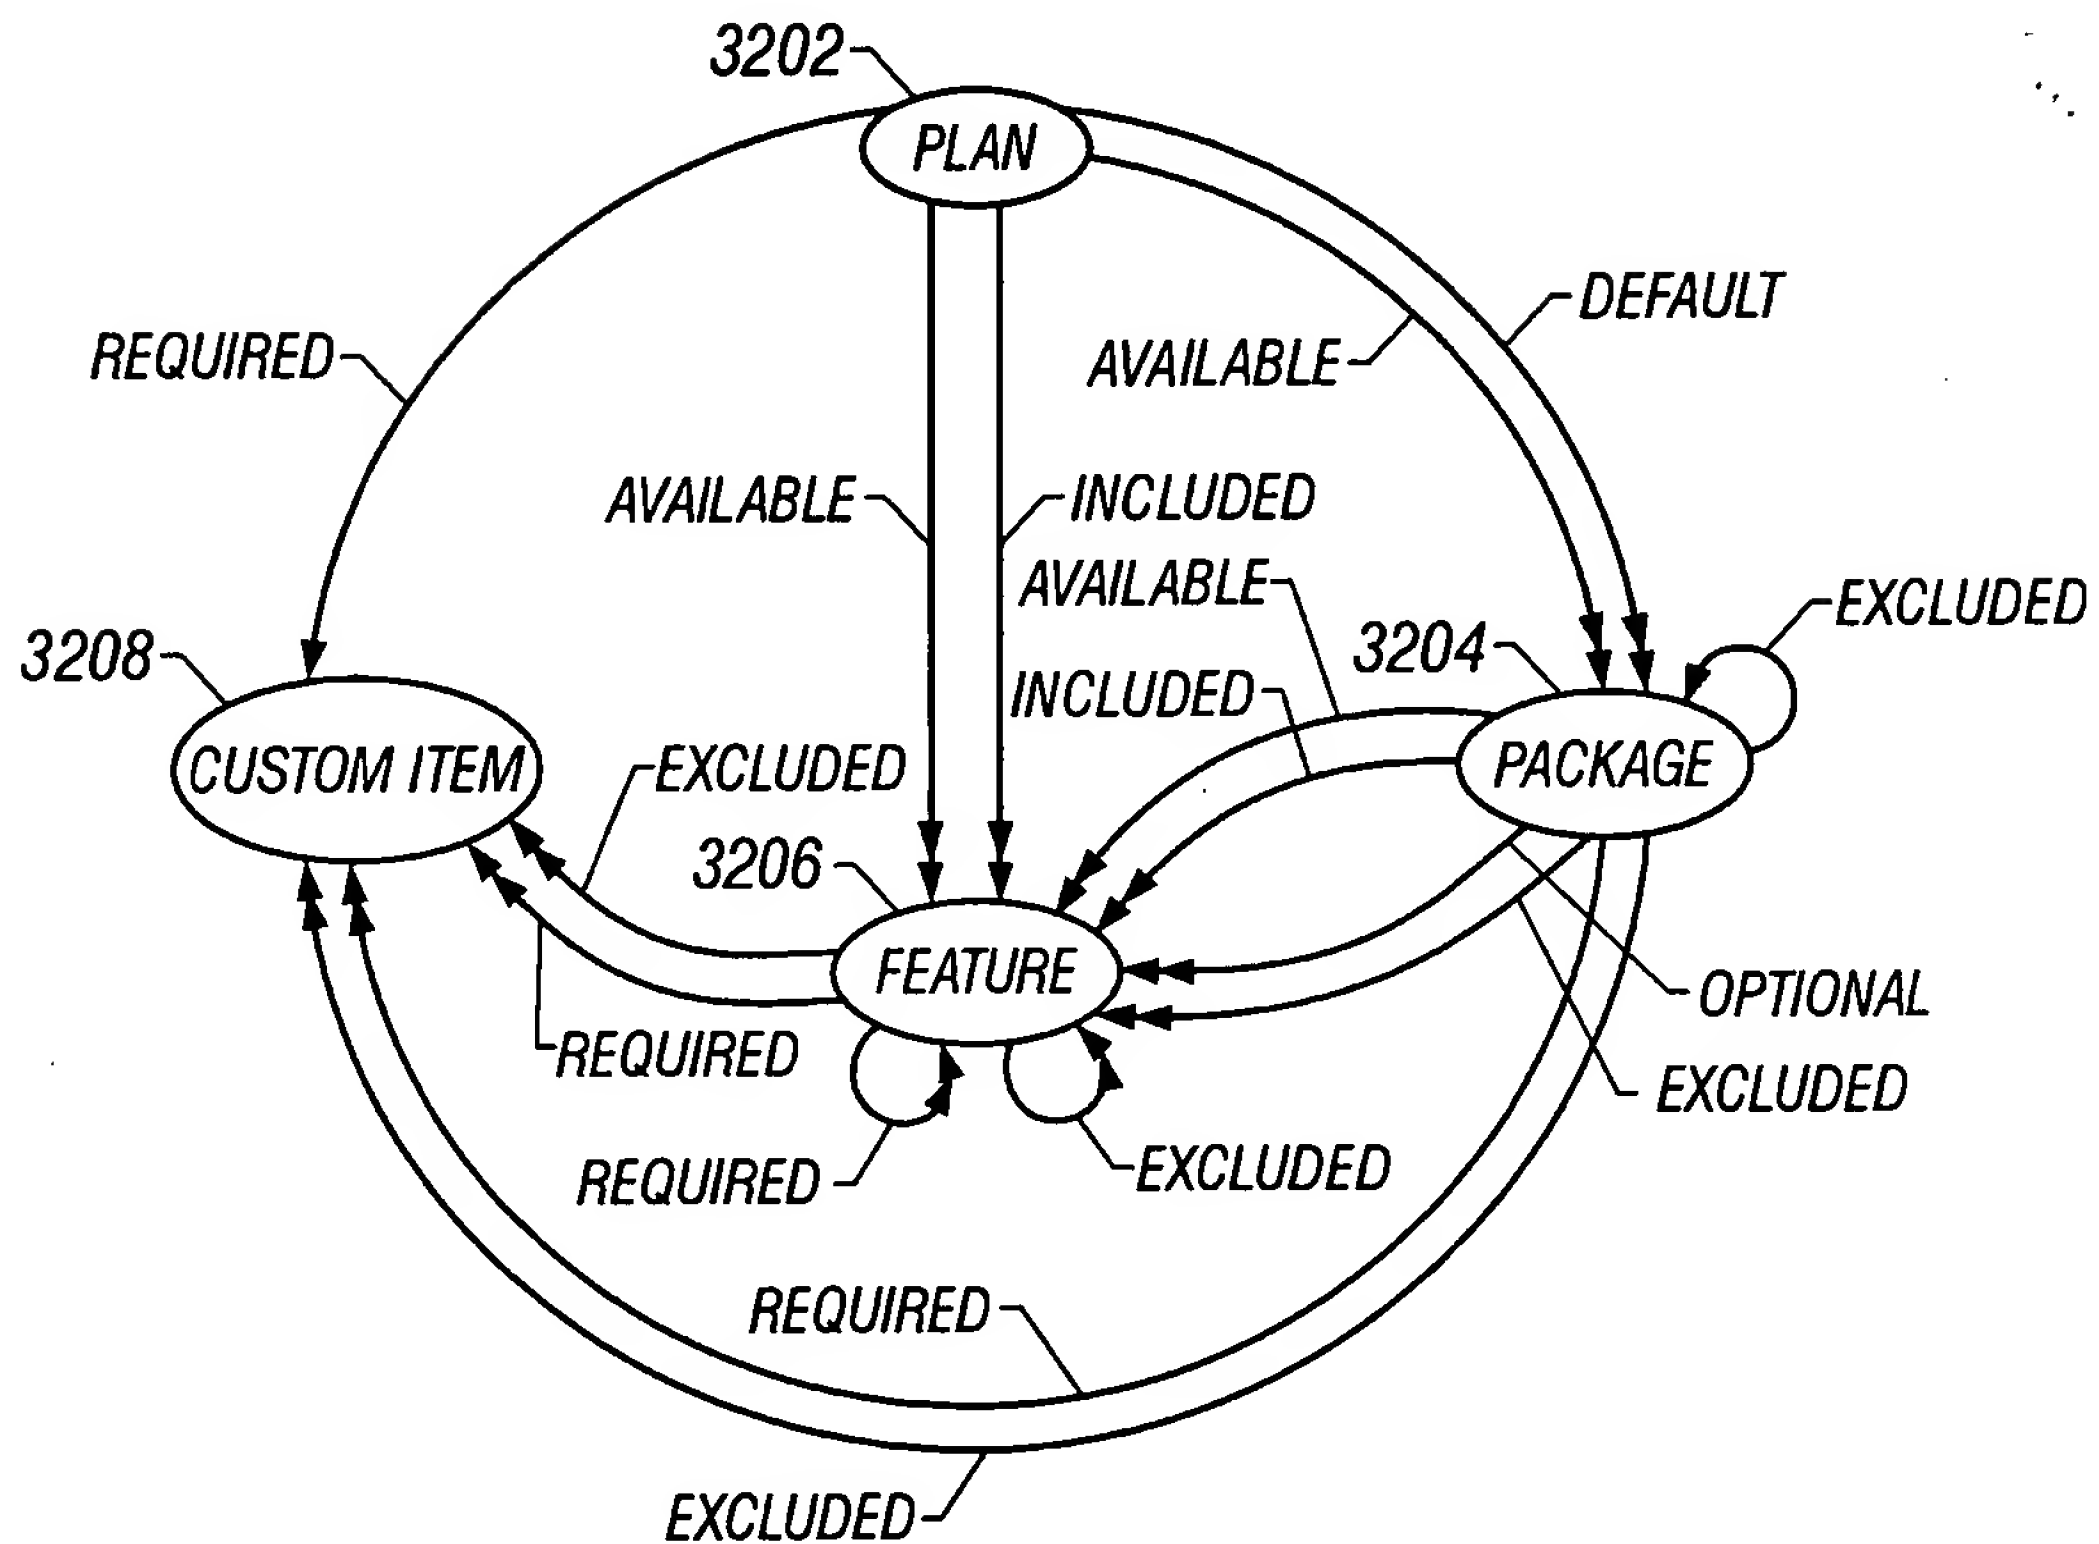 3202
PLAN
DEFAULT
AVAILABLE
REQUIRED
AVAILABLE
INCLUDED
AVAILABLE
EXCLUDED
3208
3204
INCLUDED
CUSTOM ITEM
EXCLUDED
PACKAGE
3206
FEATURE
OPTIONAL
REQUIRED
EXCLUDED
REQUIRED
EXCLUDED
REQUIRED
EXCLUDED